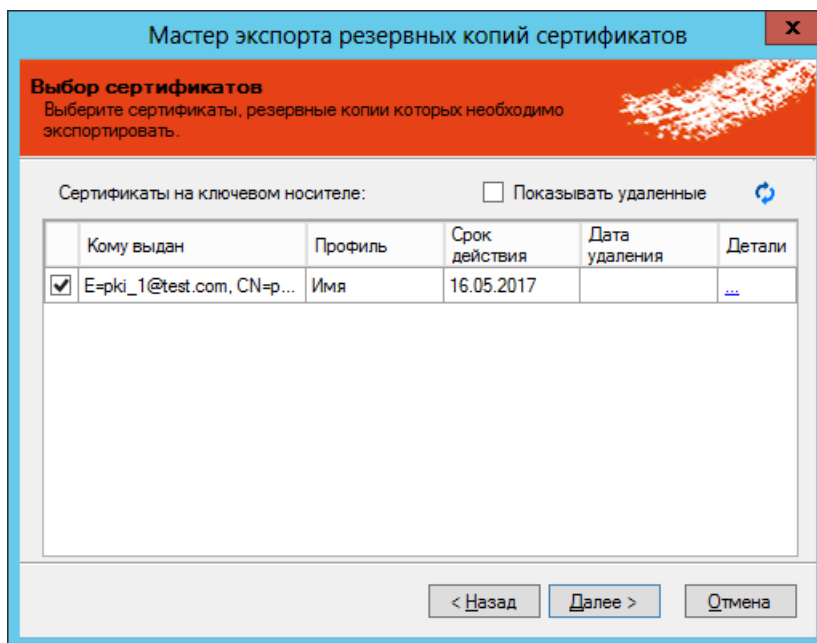 Мастер экспорта резервных копий сертификатов
x
Выбор сертификатов
Выберите сертификаты, резервные копии которых необходимо
экспортировать.
Сертификаты на ключевом носителе:
Показывать удаленные
Кому выдан
Профиль
Срок
действия
Дата
удаления
Детали
E=pki_1@test.com, CN=p...
Имя
16.05.2017
...
< Назад
Далее >
Отмена